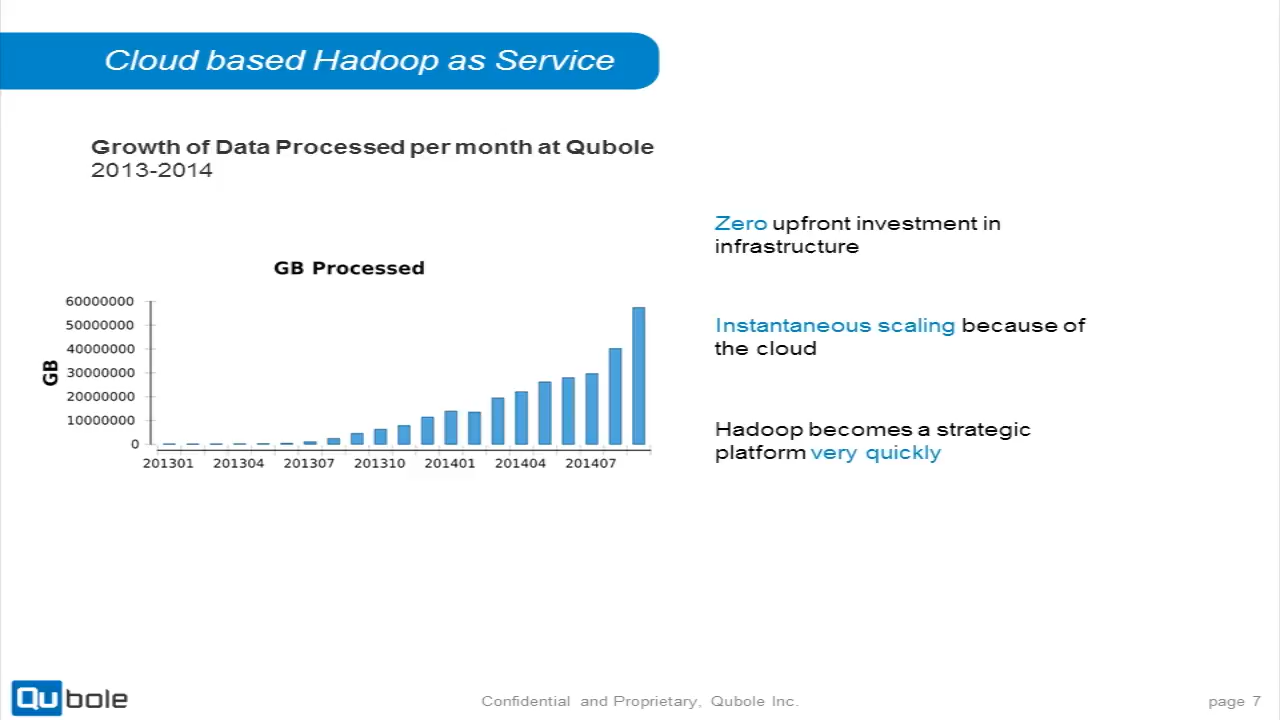 Cloud based Hadoop as Service
Growth of Data Processed per month at Qubole
2013-2014
Zero upfront investment in
infrastructure
Instantaneous scaling because of
the cloud
Hadoop becomes a strategic
platform very quickly
GB Processed
GB
60000000
50000000
40000000
30000000
20000000
10000000
0
201301 201304 201307 201310 201401 201404 201407
Qubole
Confidential and Proprietary, Qubole Inc.
page 7